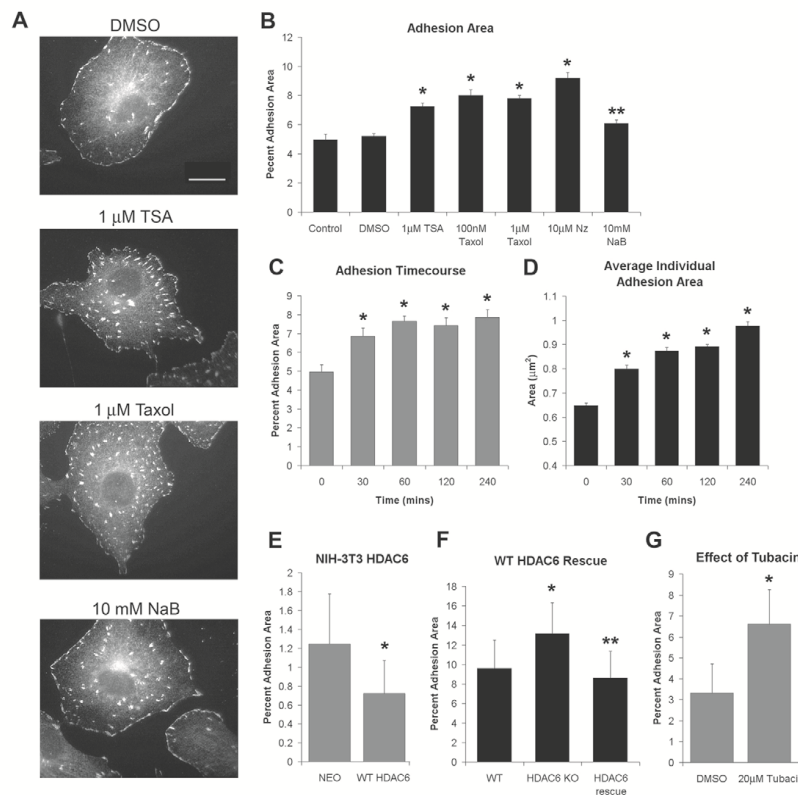 A
DMSO
1 μM TSA
1 μM Taxol
10 mM NaB
B
Adhesion Area
Pecent Adhesion Area
12
10
8
6
4
2
0
* * * * **
Control DMSO 1μM TSA 100nM Taxol 1μM Taxol 10μM Nz 10mM NaB
C
Adhesion Timecourse
Percent Adhesion Area
9
8
7
6
5
4
3
2
1
0
* * * *
0 30 60 120 240
Time (mins)
D
Average Individual
Adhesion Area
Area (μm²)
1.1
1
0.9
0.8
0.7
0.6
0.5
0.4
* * * *
0 30 60 120 240
Time (mins)
E
NIH-3T3 HDAC6
Percent Adhesion Area
2
1.8
1.6
1.4
1.2
1
0.8
0.6
0.4
0.2
0
*
NEO WT HDAC6
F
WT HDAC6 Rescue
Percent Adhesion Area
18
16
14
12
10
8
6
4
2
0
* **
WT HDAC6 KO HDAC6 rescue
G
Effect of Tubacin
Percent Adhesion Area
9
8
7
6
5
4
3
2
1
0
*
DMSO 20μM Tubaci